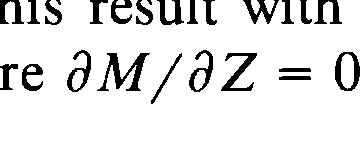 his result with
re ∂M/∂Z = 0